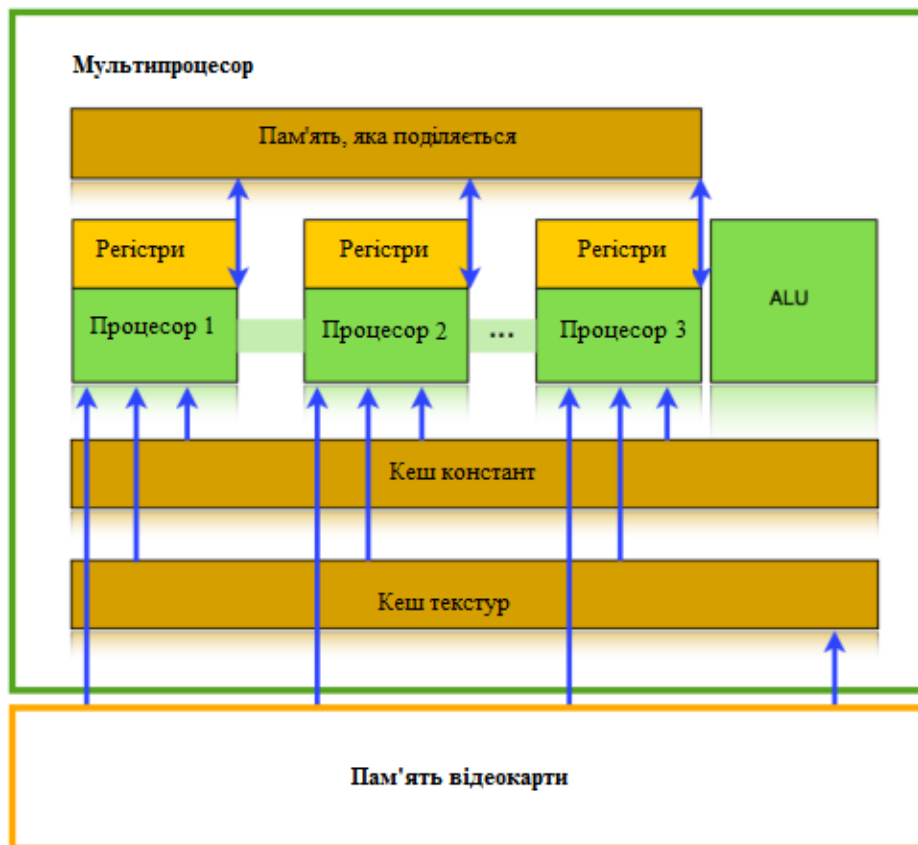 Мультипроцесор
Пам'ять, яка поділяється
Регістри
Регістри
Регістри
ALU
Процесор 1
Процесор 2
...
Процесор 3
Кеш констант
Кеш текстур
Пам'ять відеокарти